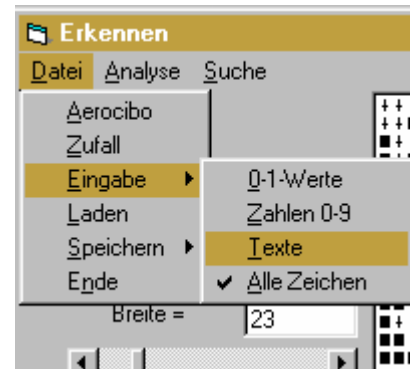 Erkennen
Datei Analyse Suche
Aerocibo
Zufall
Eingabe
Laden
Speichern
Ende
0-1-Werte
Zahlen 0-9
Texte
Alle Zeichen
Breite =
23